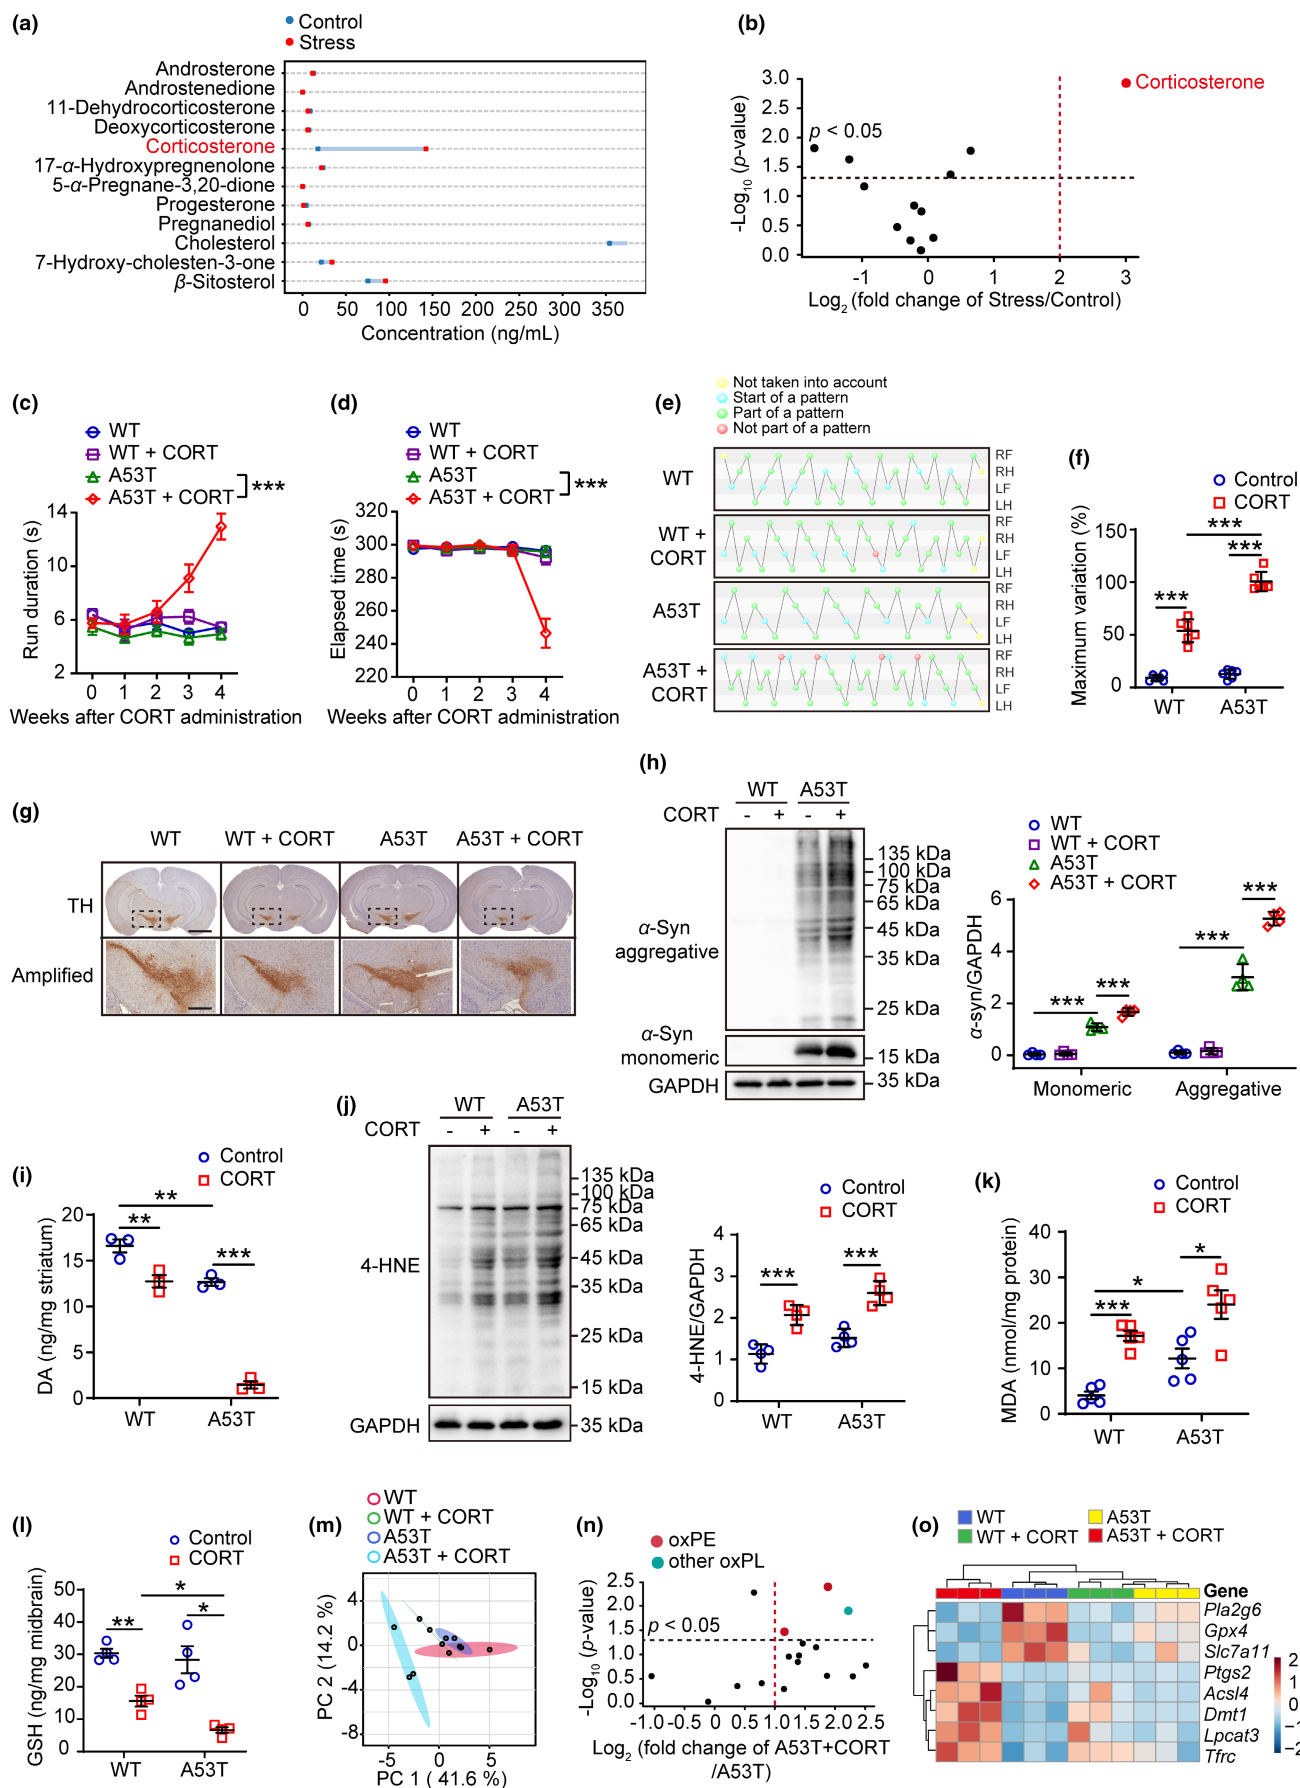 (a)
Control
Stress
Androsterone
Androstenedione
11-Dehydrocorticosterone
Deoxycorticosterone
Corticosterone
17-α-Hydroxypregnenolone
5-α-Pregnane-3,20-dione
Progesterone
Pregnanediol
Cholesterol
7-Hydroxy-cholesten-3-one
β-Sitosterol
0 50 100 150 200 250 300 350
Concentration (ng/mL)
(b)
3.0
2.5
2.0
1.5
1.0
0.5
0.0
-Log10 (p-value)
p < 0.05
Corticosterone
-1 0 1 2 3
Log2 (fold change of Stress/Control)
(c)
WT
WT + CORT
A53T
A53T + CORT
***
14
10
6
2
Run duration (s)
0 1 2 3 4
Weeks after CORT administration
(d)
WT
WT + CORT
A53T
A53T + CORT
***
320
300
280
260
240
220
Elapsed time (s)
0 1 2 3 4
Weeks after CORT administration
(e)
Not taken into account
Start of a pattern
Part of a pattern
Not part of a pattern
WT
RF
RH
LF
LH
WT +
CORT
RF
RH
LF
LH
A53T
RF
RH
LF
LH
A53T +
CORT
RF
RH
LF
LH
(f)
Control
CORT
150
100
50
0
Maximum variation (%)
***
***
***
WT A53T
(g)
WT WT + CORT A53T A53T + CORT
TH
Amplified
(h)
WT A53T
CORT - + - +
α-Syn
aggregative
135 kDa
100 kDa
75 kDa
65 kDa
45 kDa
35 kDa
25 kDa
α-Syn
monomeric
15 kDa
GAPDH
35 kDa
WT
WT + CORT
A53T
A53T + CORT
6
4
2
0
α-syn/GAPDH
***
***
***
***
Monomeric Aggregative
(i)
Control
CORT
20
15
10
5
0
DA (ng/mg striatum)
**
**
***
WT A53T
(j)
WT A53T
CORT - + - +
4-HNE
135 kDa
100 kDa
75 kDa
65 kDa
45 kDa
35 kDa
25 kDa
15 kDa
GAPDH
35 kDa
Control
CORT
4
3
2
1
0
4-HNE/GAPDH
***
***
WT A53T
(k)
Control
CORT
40
30
20
10
0
MDA (nmol/mg protein)
***
*
*
WT A53T
(l)
Control
CORT
50
40
30
20
10
0
GSH (ng/mg midbrain)
**
*
*
WT A53T
(m)
WT
WT + CORT
A53T
A53T + CORT
4
0
−4
−8
PC 2 (14.2 %)
−5 0 5
PC 1 ( 41.6 %)
(n)
oxPE
other oxPL
2.5
2.0
1.5
1.0
0.5
0.0
-Log10 (p-value)
p < 0.05
-1.0 0 0.5 1.0 1.5 2.0 2.5
Log2 (fold change of A53T+CORT
/A53T)
(o)
WT
WT + CORT
A53T
A53T + CORT
Gene
Pla2g6
Gpx4
Slc7a11
Ptgs2
Acsl4
Dmt1
Lpcat3
Tfrc
2
1
0
−1
−2